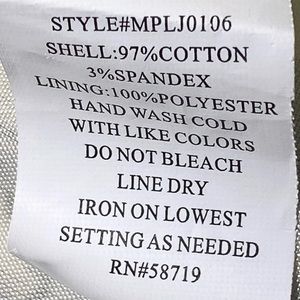 STYLE#MPLJ0106
SHELL:97%COTTON
3%SPANDEX
LINING:100%POLYESTER
HAND WASH COLD
WITH LIKE COLORS
DO NOT BLEACH
LINE DRY
IRON ON LOWEST
SETTING AS NEEDED
RN#58719